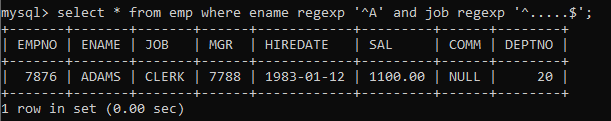 mysql> select * from emp where ename regexp '^A' and job regexp '^.....$';
+-------+-------+-------+------+------------+---------+------+--------+
| EMPNO | ENAME | JOB   | MGR  | HIREDATE   | SAL     | COMM | DEPTNO |
+-------+-------+-------+------+------------+---------+------+--------+
|  7876 | ADAMS | CLERK | 7788 | 1983-01-12 | 1100.00 | NULL |     20 |
+-------+-------+-------+------+------------+---------+------+--------+
1 row in set (0.00 sec)